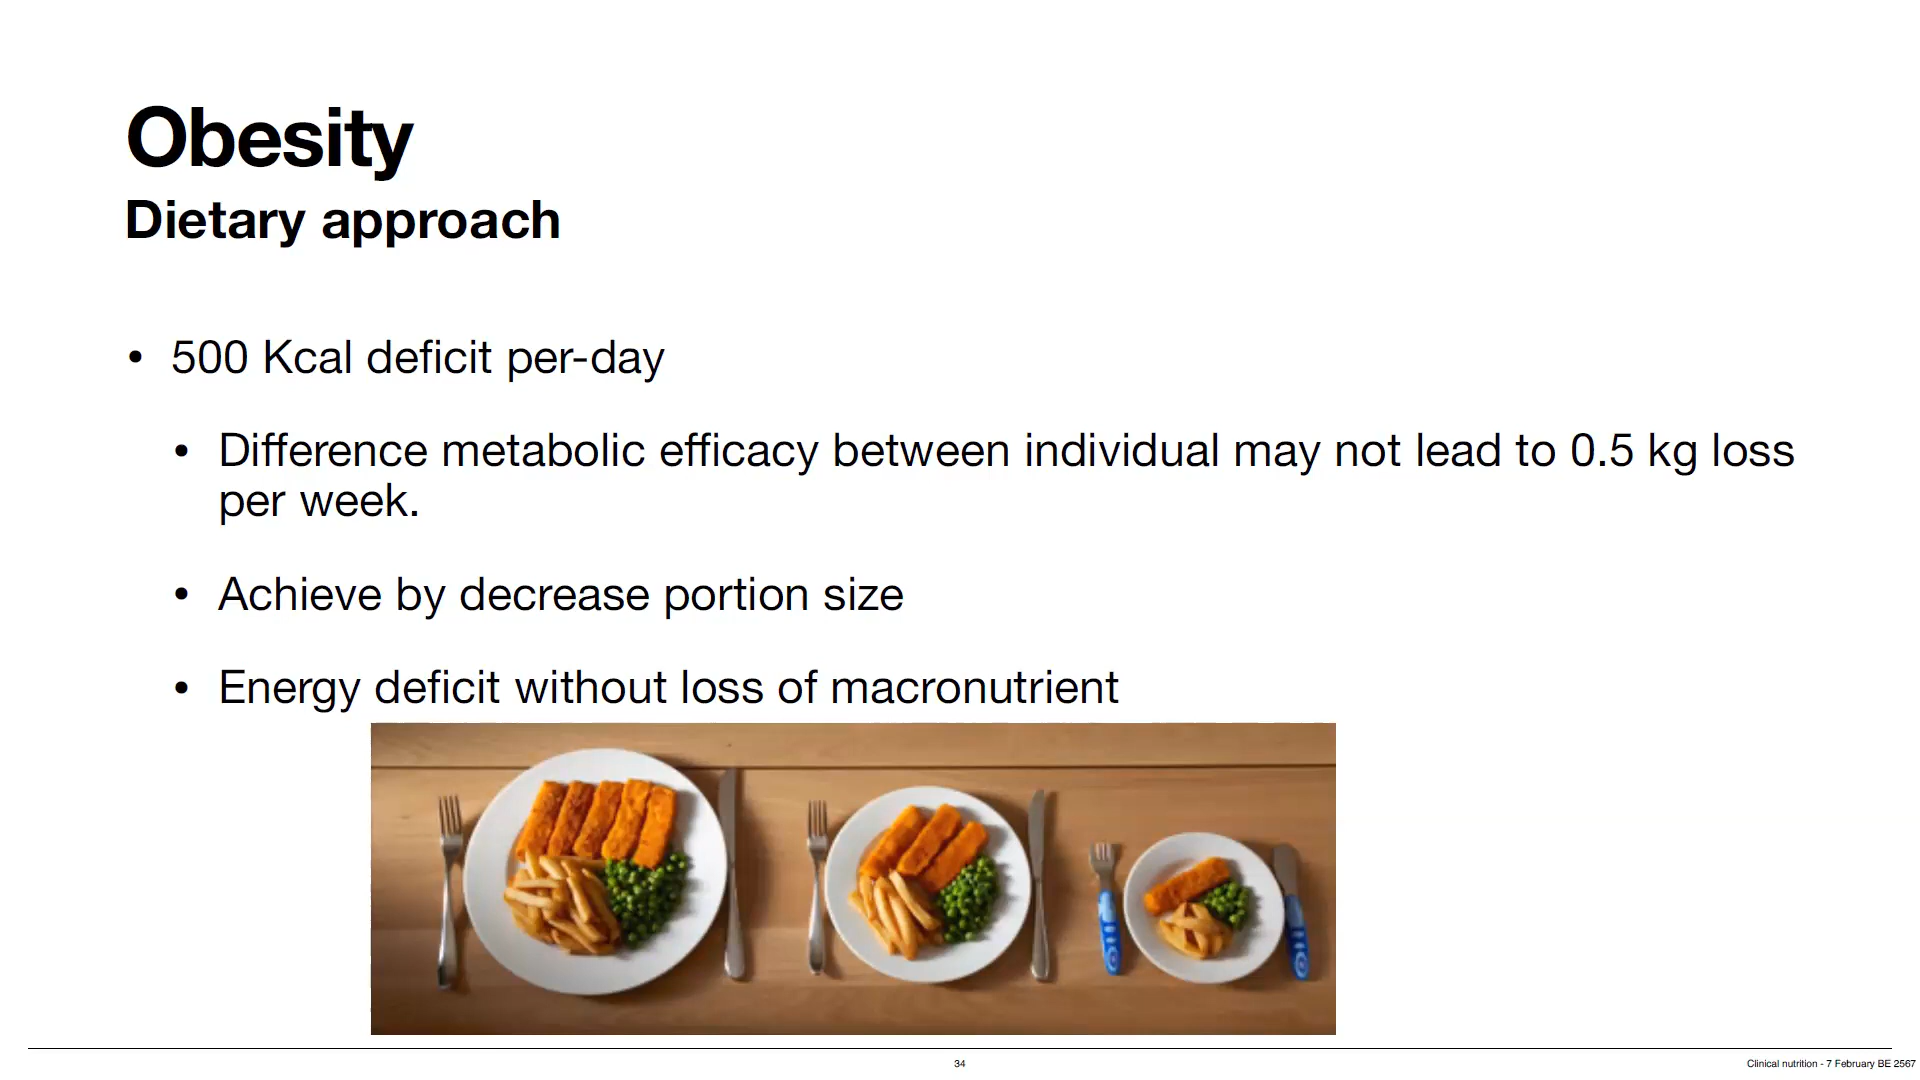 Obesity
Dietary approach
• 500 Kcal deficit per-day
• Difference metabolic efficacy between individual may not lead to 0.5 kg loss
per week.
• Achieve by decrease portion size
• Energy deficit without loss of macronutrient
34
Clinical nutrition - 7 February BE 2567